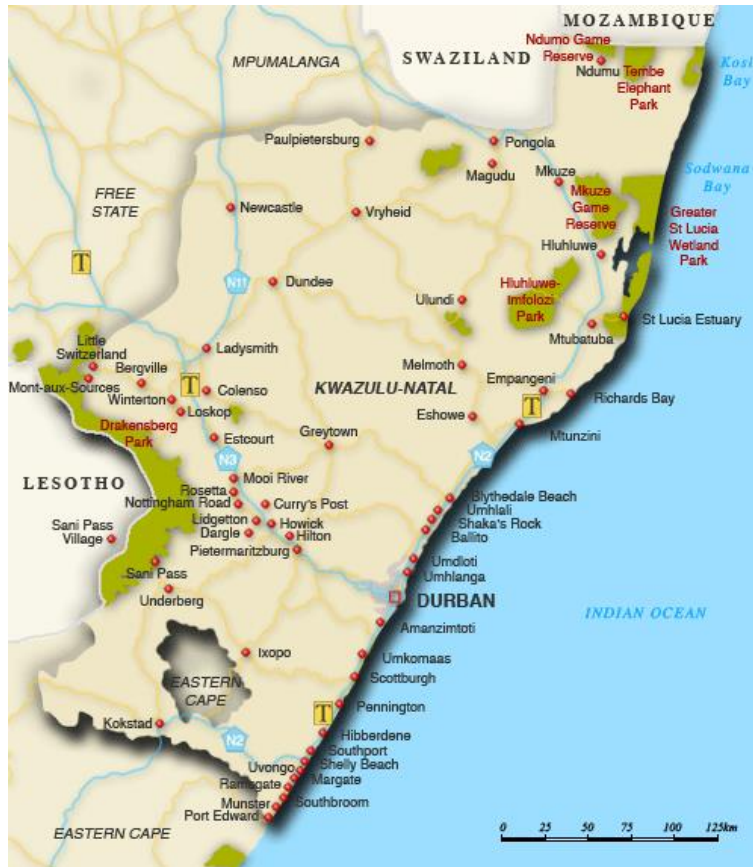 MOZAMBIQUE
SWAZILAND
Ndumo Game
Reserve
Ndumu
Tembe
Elephant
Park
Kosi
Bay
MPUMALANGA
Paulpietersburg
Pongola
Magudu
Mkuze
Sodwana
Bay
FREE
STATE
Newcastle
Vryheid
Mkuze
Game
Reserve
Greater
St Lucia
Wetland
Park
Hluhluwe
T
N11
Dundee
Ulundi
Hluhluwe-
Imfolozi
Park
St Lucia Estuary
Mtubatuba
Little
Switzerland
Ladysmith
Bergville
Melmoth
Mont-aux-Sources
T
Colenso
KWAZULU-NATAL
Empangeni
Richards Bay
Winterton
Loskop
T
Drakensberg
Park
Eshowe
Mtunzini
Estcourt
Greytown
N3
N2
LESOTHO
Mooi River
Rosetta
Nottingham Road
Curry's Post
Blythedale Beach
Umhlali
Lidgetton
Howick
Shaka's Rock
Sani Pass
Village
Dargle
Hilton
Ballito
Pietermaritzburg
Umdloti
Sani Pass
Umhlanga
Underberg
DURBAN
INDIAN OCEAN
Amanzimtoti
Ixopo
Umkomaas
EASTERN
CAPE
Scottburgh
Pennington
Kokstad
T
N2
Hibberdene
Southport
Uvongo
Shelly Beach
Ramsgate
Margate
Munster
Southbroom
Port Edward
EASTERN CAPE
0 25 50 75 100 125km